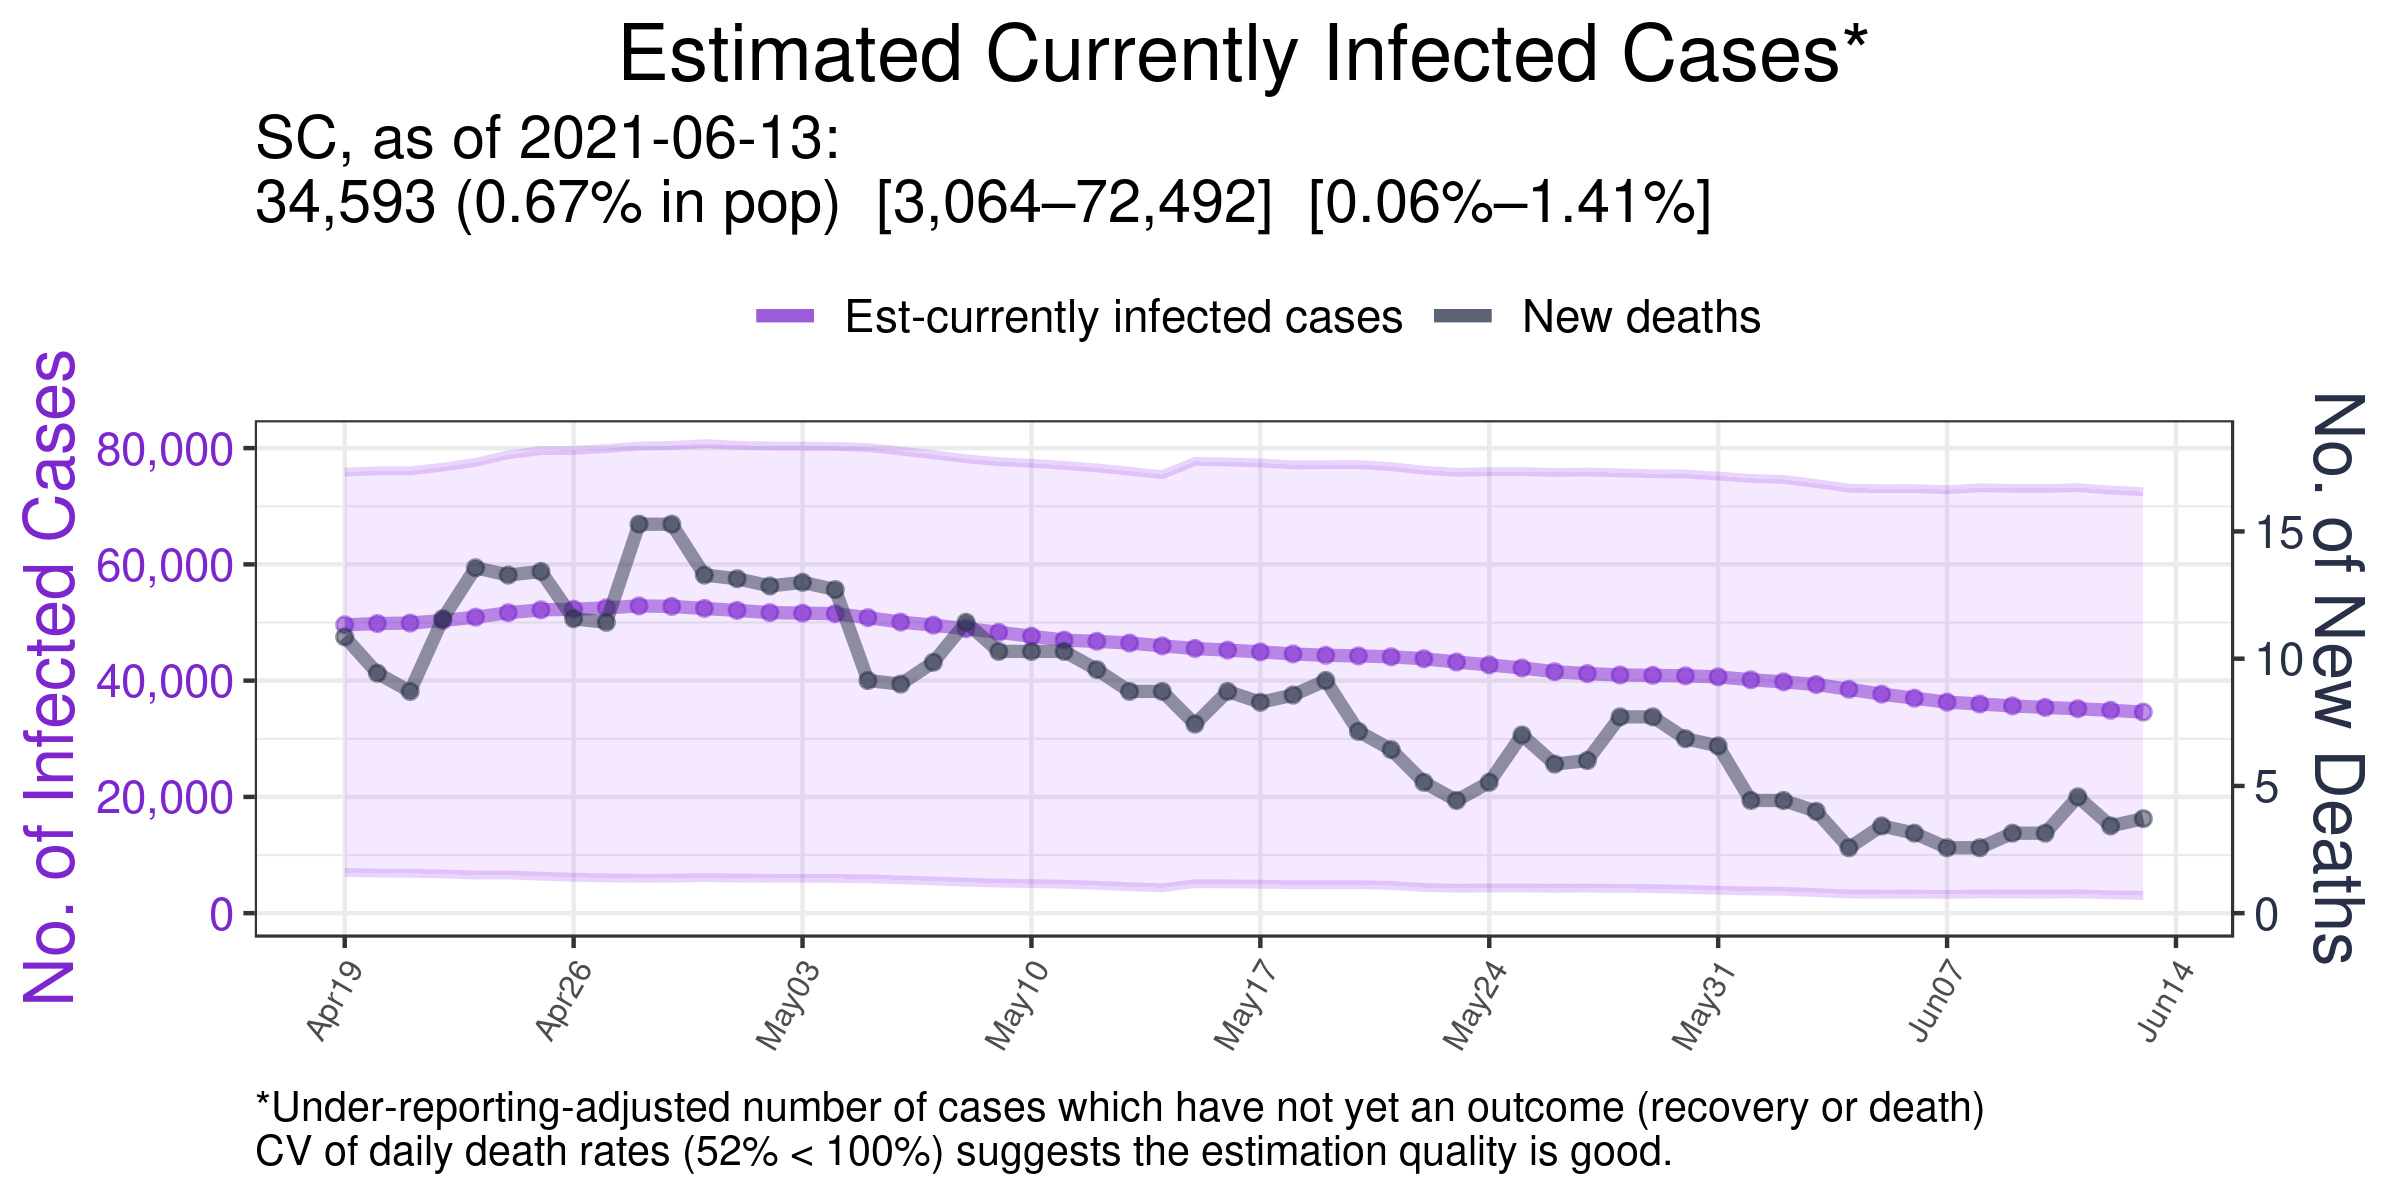 Estimated Currently Infected Cases*
SC, as of 2021-06-13:
34,593 (0.67% in pop)  [3,064–72,492]  [0.06%–1.41%]
Est-currently infected cases
New deaths
No. of Infected Cases
80,000
60,000
40,000
20,000
0
15
10
5
0
No. of New Deaths
Apr19
Apr26
May03
May10
May17
May24
May31
Jun07
Jun14
*Under-reporting-adjusted number of cases which have not yet an outcome (recovery or death)
CV of daily death rates (52% < 100%) suggests the estimation quality is good.